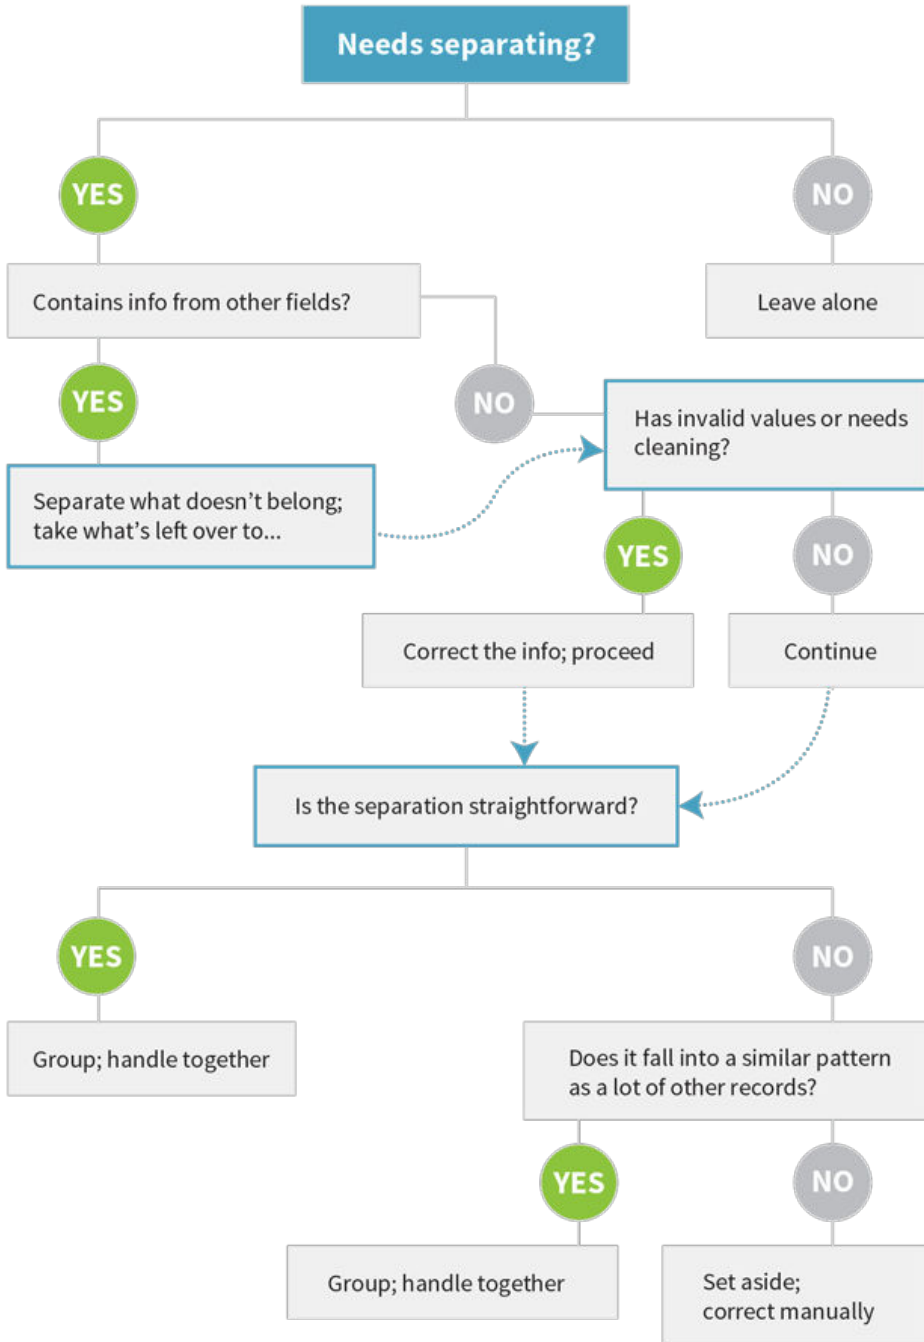 Needs separating?
YES
NO
Contains info from other fields?
Leave alone
YES
NO
Has invalid values or needs
cleaning?
Separate what doesn’t belong;
take what’s left over to...
YES
NO
Correct the info; proceed
Continue
Is the separation straightforward?
YES
NO
Group; handle together
Does it fall into a similar pattern
as a lot of other records?
YES
NO
Group; handle together
Set aside;
correct manually